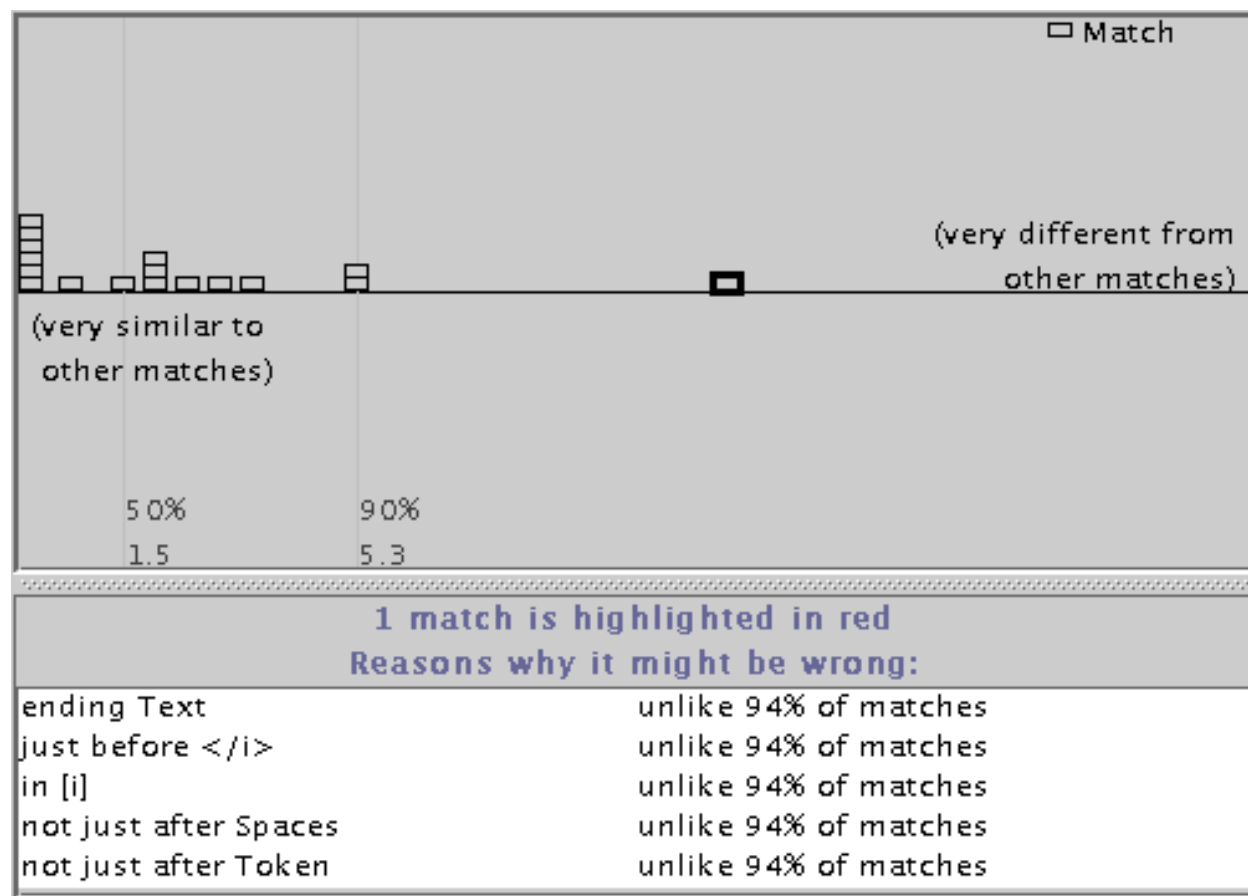 Match
(very different from
other matches)
(very similar to
other matches)
50% 90%
1.5 5.3
1 match is highlighted in red
Reasons why it might be wrong:
ending Text unlike 94% of matches
just before </i> unlike 94% of matches
in [i] unlike 94% of matches
not just after Spaces unlike 94% of matches
not just after Token unlike 94% of matches